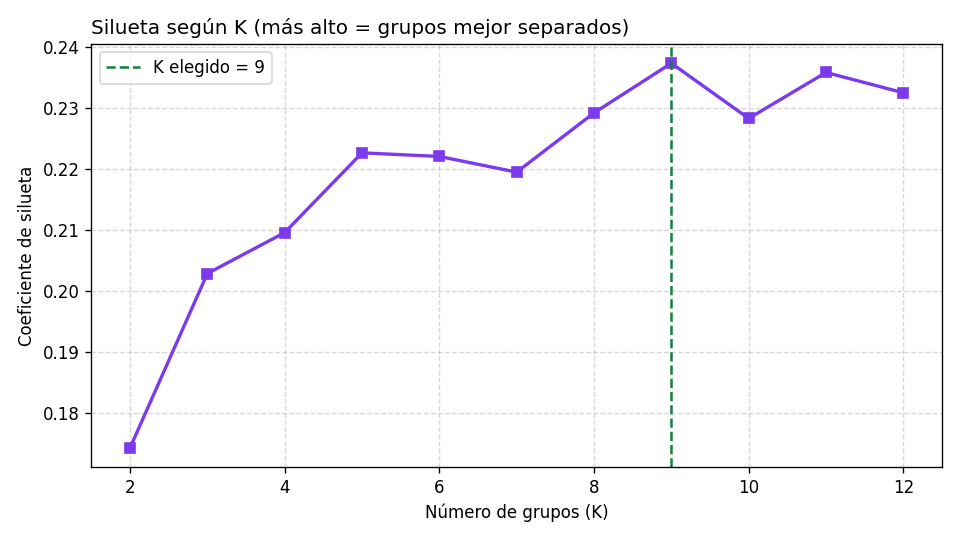 Silueta según K (más alto = grupos mejor separados)
K elegido = 9
Coeficiente de silueta
0.24
0.23
0.22
0.21
0.20
0.19
0.18
2 4 6 8 10 12
Número de grupos (K)